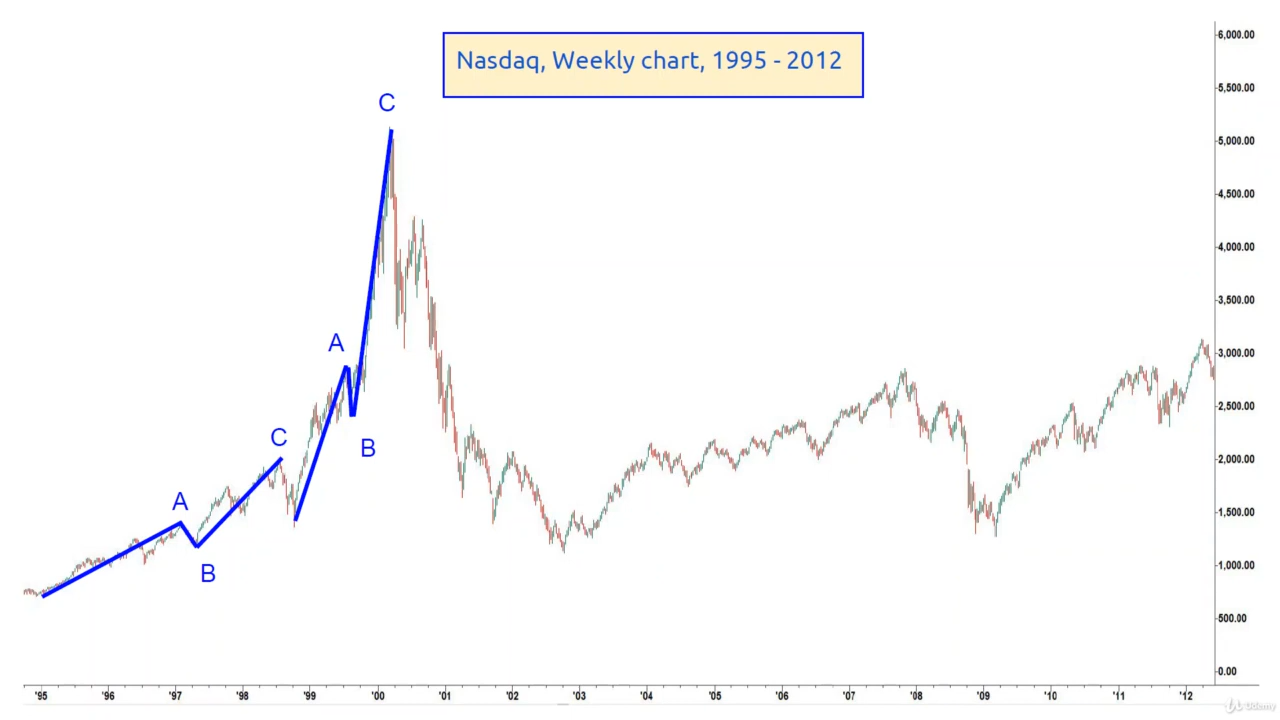 Nasdaq, Weekly chart, 1995 - 2012
6,000.00
5,500.00
C
5,000.00
4,500.00
4,000.00
3,500.00
A
3,000.00
2,500.00
C
B
2,000.00
A
1,500.00
B
1,000.00
500.00
0.00
'95 '96 '97 '98 '99 '00 '01 '02 '03 '04 '05 '06 '07 '08 '09 '10 '11 '12
Udemy